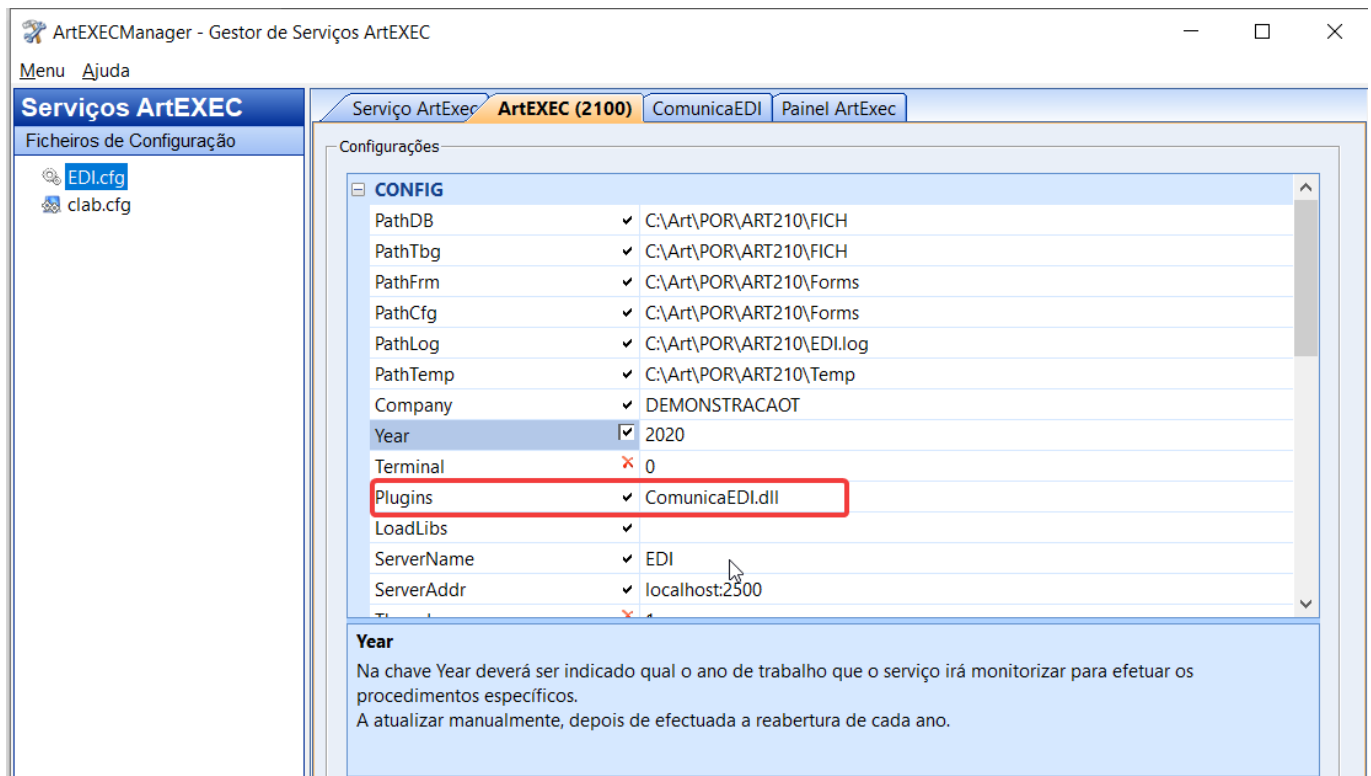 ArtEXECManager - Gestor de Serviços ArtEXEC
Menu Ajuda
Serviços ArtEXEC
Ficheiros de Configuração
EDI.cfg
clab.cfg
Serviço ArtExec ArtEXEC (2100) ComunicaEDI Painel ArtExec
Configurações
CONFIG
PathDB C:\Art\POR\ART210\FICH
PathTbg C:\Art\POR\ART210\FICH
PathFrm C:\Art\POR\ART210\Forms
PathCfg C:\Art\POR\ART210\Forms
PathLog C:\Art\POR\ART210\EDI.log
PathTemp C:\Art\POR\ART210\Temp
Company DEMONSTRACAOT
Year 2020
Terminal 0
Plugins ComunicaEDI.dll
LoadLibs
ServerName EDI
ServerAddr localhost:2500
Year
Na chave Year deverá ser indicado qual o ano de trabalho que o serviço irá monitorizar para efetuar os
procedimentos específicos.
A atualizar manualmente, depois de efectuada a reabertura de cada ano.